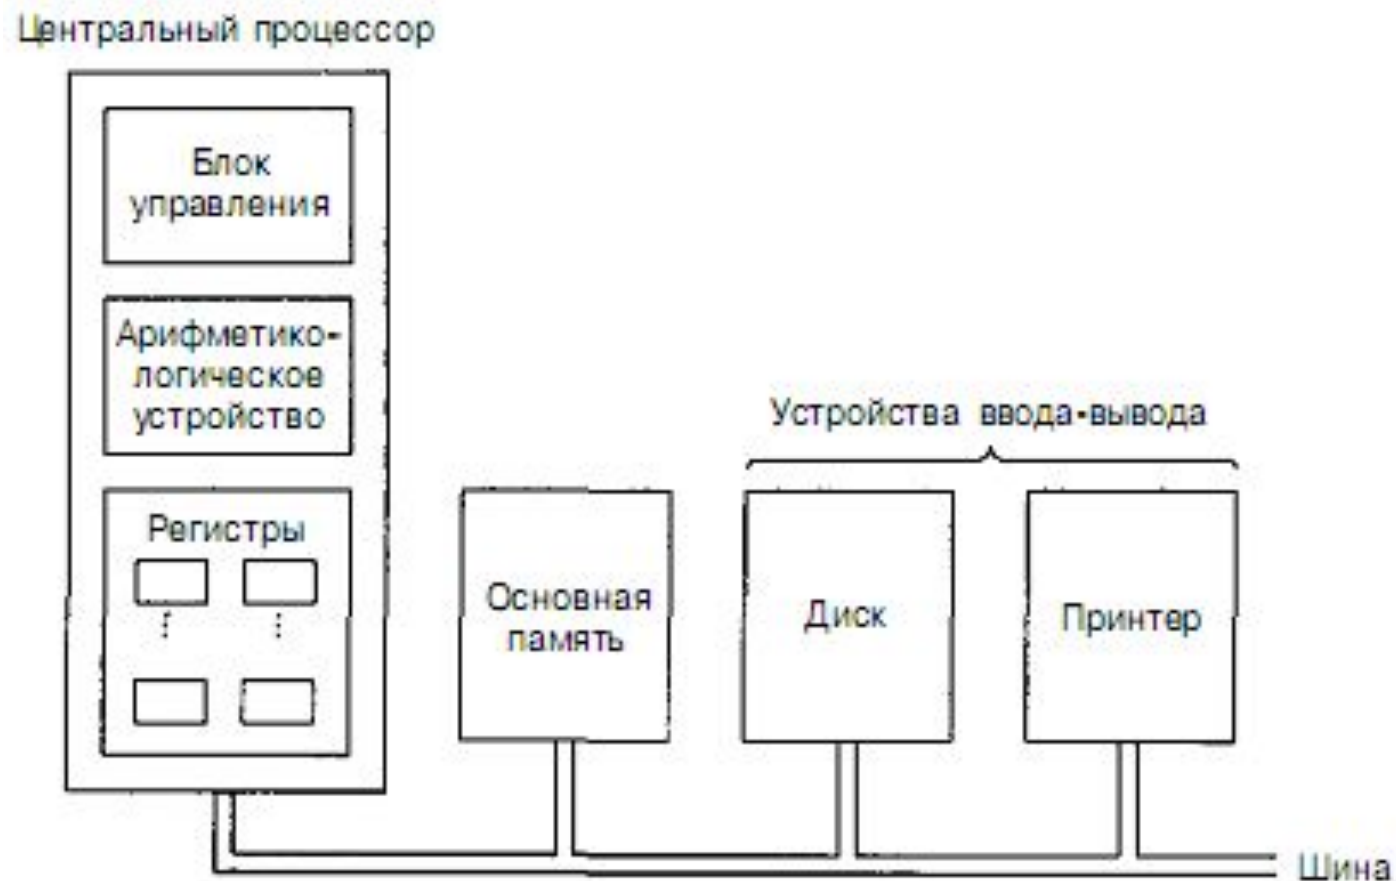 Центральный процессор
Блок
управления
Арифметико-
логическое
устройство
Регистры
Основная
память
Устройства ввода-вывода
Диск
Принтер
Шина